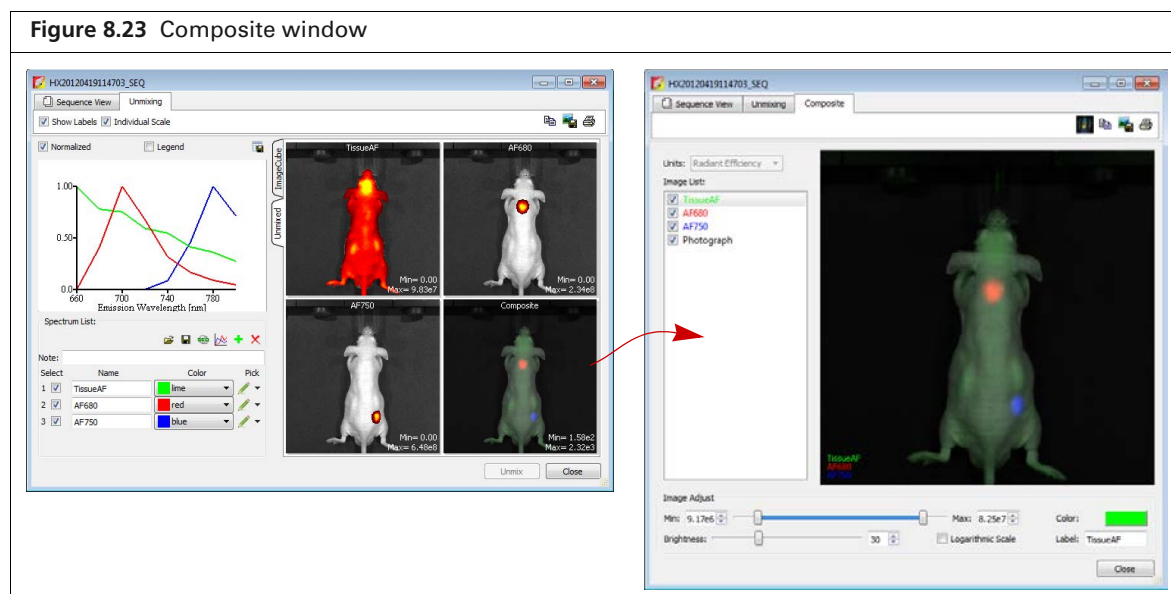 Figure 8.23 Composite window
HX20120419114703_SEQ
Sequence View Unmixing
Show Labels Individual Scale
Normalized Legend
1.00
0.50
0.0
660 700 740 780
Emission Wavelength [nm]
Spectrum List:
Note:
Select Name Color Pick
1 TissueAF lime
2 AF680 red
3 AF750 blue
ImageCube
Unmixed
TissueAF
Min= 0.00
Max= 9.83e7
AF680
Min= 0.00
Max= 2.34e8
AF750
Min= 0.00
Max= 6.48e8
Composite
Min= 1.58e2
Max= 2.32e3
Unmix Close
HX20120419114703_SEQ
Sequence View Unmixing Composite
Units: Radiant Efficiency
Image List:
TissueAF
AF680
AF750
Photograph
TissueAF
AF680
AF750
Image Adjust
Min: 9.17e6 Max: 8.25e7 Color:
Brightness: 30 Logarithmic Scale Label: TissueAF
Close